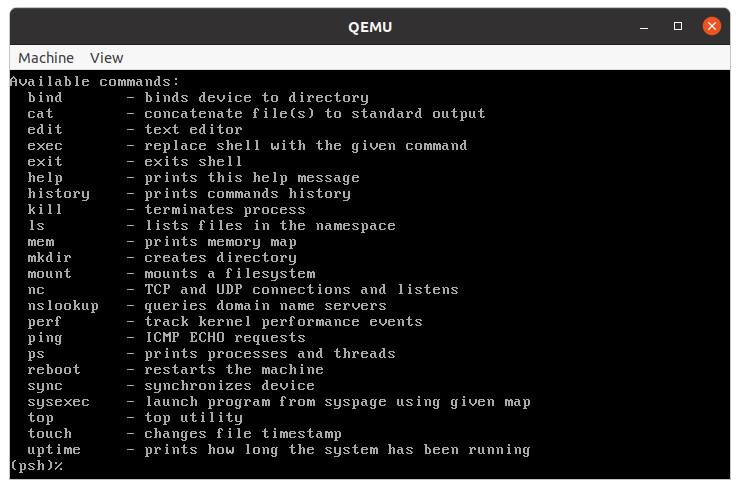 QEMU
Machine View
Available commands:
  bind       - binds device to directory
  cat        - concatenate file(s) to standard output
  edit       - text editor
  exec       - replace shell with the given command
  exit       - exits shell
  help       - prints this help message
  history    - prints commands history
  kill       - terminates process
  ls         - lists files in the namespace
  mem        - prints memory map
  mkdir      - creates directory
  mount      - mounts a filesystem
  nc         - TCP and UDP connections and listens
  nslookup   - queries domain name servers
  perf       - track kernel performance events
  ping       - ICMP ECHO requests
  ps         - prints processes and threads
  reboot     - restarts the machine
  sync       - synchronizes device
  sysexec    - launch program from syspage using given map
  top        - top utility
  touch      - changes file timestamp
  uptime     - prints how long the system has been running
(psh)%